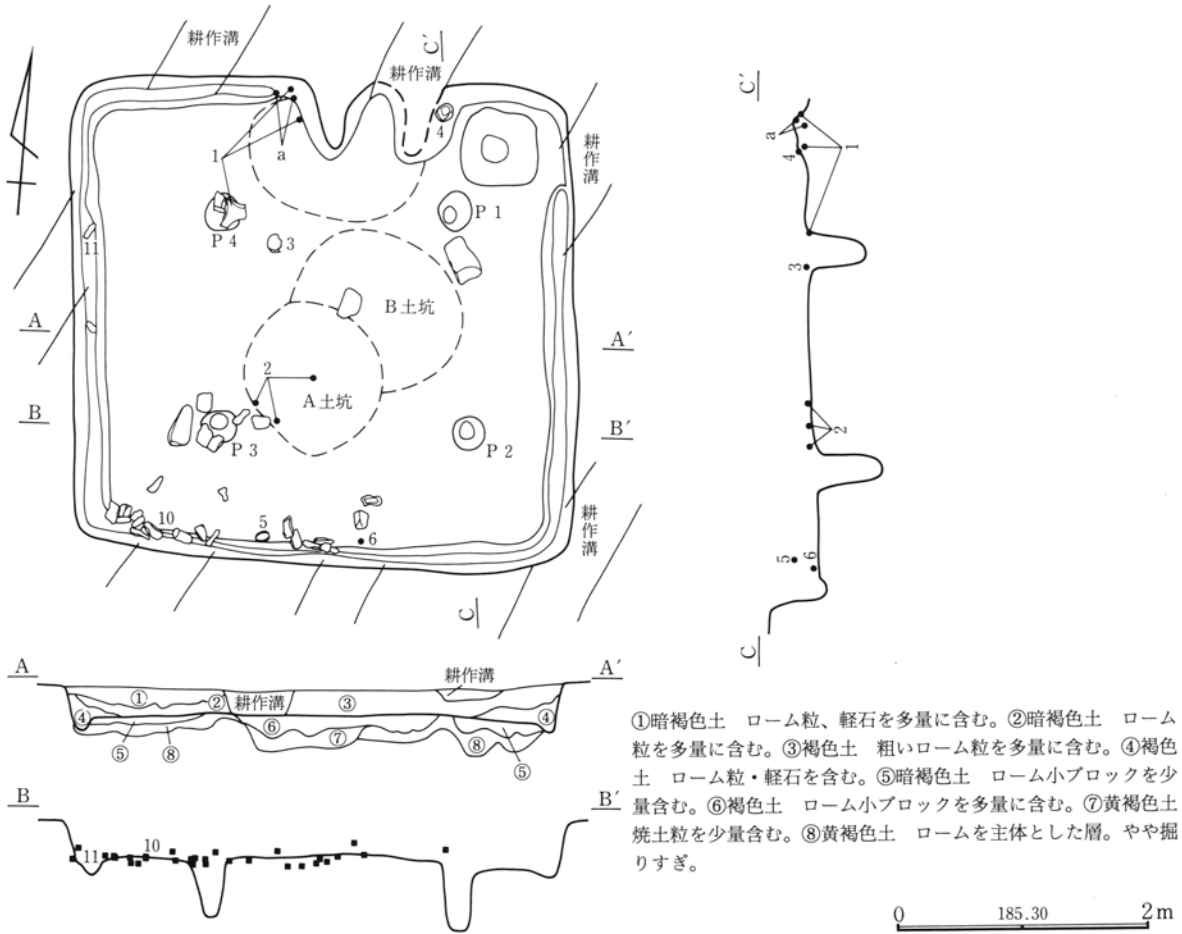 耕作溝
C′
耕作溝
4
耕作溝
1
a
P 4
3
P 1
11
B土坑
A
A′
2
A土坑
B
B′
P 3
P 2
10
5
6
耕作溝
C
C′
a
4
1
3
2
5
6
C
A
A′
耕作溝
①
②
耕作溝
③
④
④
⑤
⑧
⑥
⑦
⑧
⑤
B
B′
11
10
①暗褐色土　ローム粒、軽石を多量に含む。②暗褐色土　ローム
粒を多量に含む。③褐色土　粗いローム粒を多量に含む。④褐色
土　ローム粒・軽石を含む。⑤暗褐色土　ローム小ブロックを少
量含む。⑥褐色土　ローム小ブロックを多量に含む。⑦黄褐色土
焼土粒を少量含む。⑧黄褐色土　ロームを主体とした層。やや掘
りすぎ。
0
185.30
2m